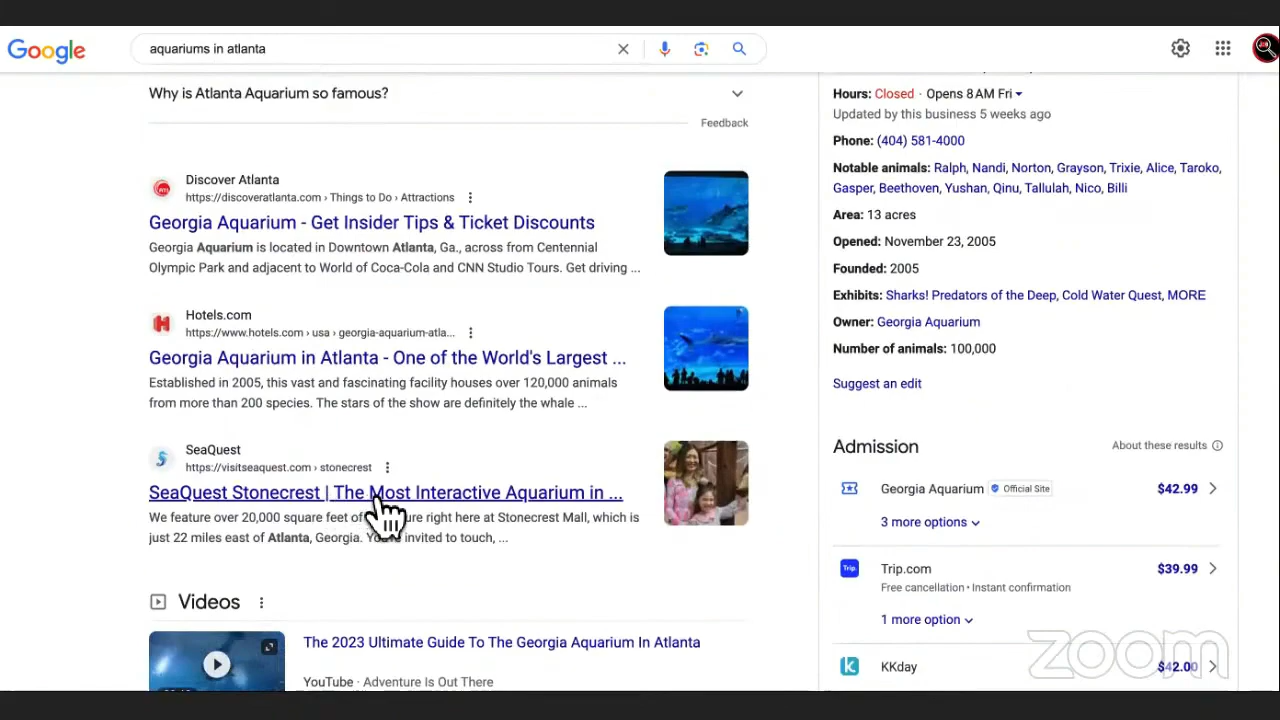 Google
aquariums in atlanta
Why is Atlanta Aquarium so famous?
Feedback
Discover Atlanta
https://discoveratlanta.com › Things to Do › Attractions
Georgia Aquarium - Get Insider Tips & Ticket Discounts
Georgia Aquarium is located in Downtown Atlanta, Ga., across from Centennial
Olympic Park and adjacent to World of Coca-Cola and CNN Studio Tours. Get driving ...
Hotels.com
https://www.hotels.com › usa › georgia-aquarium-atla...
Georgia Aquarium in Atlanta - One of the World's Largest ...
Established in 2005, this vast and fascinating facility houses over 120,000 animals
from more than 200 species. The stars of the show are definitely the whale ...
SeaQuest
https://visitseaquest.com › stonecrest
SeaQuest Stonecrest | The Most Interactive Aquarium in ...
We feature over 20,000 square feet of right here at Stonecrest Mall, which is
just 22 miles east of Atlanta, Georgia. invited to touch, ...
Videos
The 2023 Ultimate Guide To The Georgia Aquarium In Atlanta
YouTube · Adventure Is Out There
Hours: Closed · Opens 8 AM Fri
Updated by this business 5 weeks ago
Phone: (404) 581-4000
Notable animals: Ralph, Nandi, Norton, Grayson, Trixie, Alice, Taroko,
Gasper, Beethoven, Yushan, Qinu, Tallulah, Nico, Billi
Area: 13 acres
Opened: November 23, 2005
Founded: 2005
Exhibits: Sharks! Predators of the Deep, Cold Water Quest, MORE
Owner: Georgia Aquarium
Number of animals: 100,000
Suggest an edit
Admission
About these results
Georgia Aquarium Official Site $42.99
3 more options
Trip.com $39.99
Free cancellation · Instant confirmation
1 more option
KKday $42.00
zoom